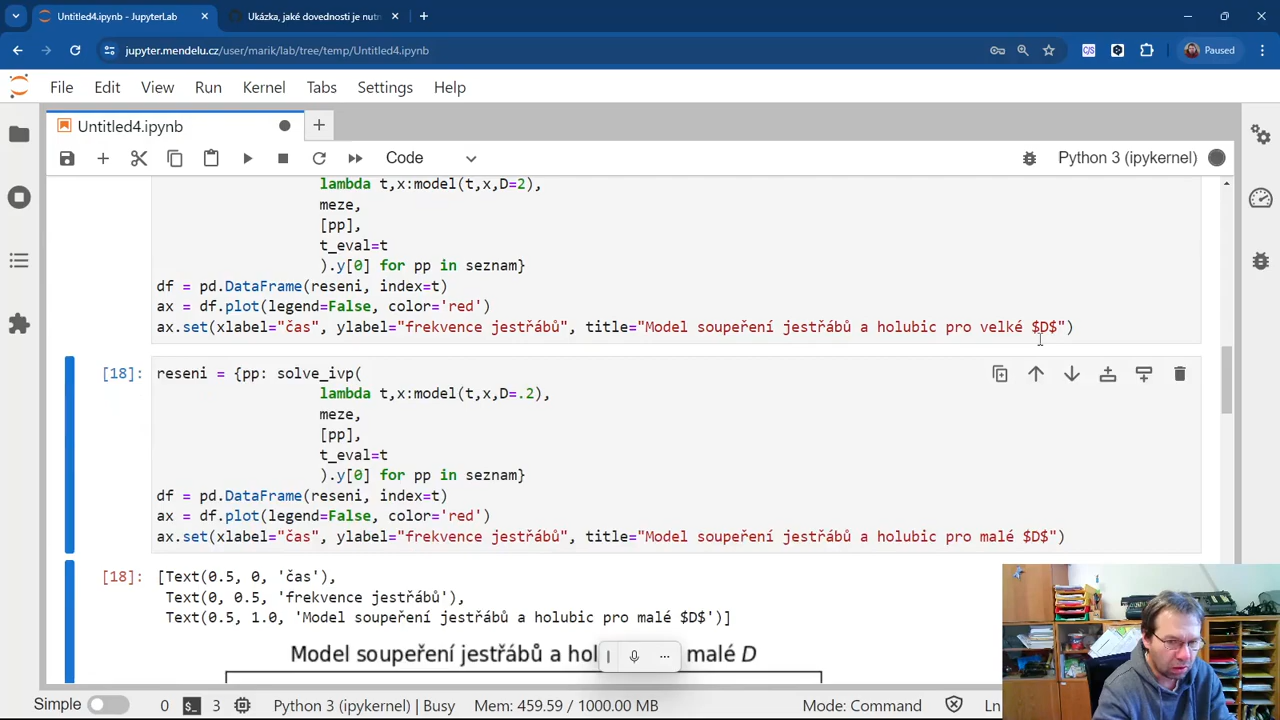 Untitled4.ipynb - JupyterLab
Ukázka, jaké dovednosti je nutn
jupyter.mendelu.cz/user/marik/lab/tree/temp/Untitled4.ipynb
Paused
File Edit View Run Kernel Tabs Settings Help
Untitled4.ipynb
Code
Python 3 (ipykernel)
lambda t,x:model(t,x,D=2),
meze,
[pp],
t_eval=t
).y[0] for pp in seznam}
df = pd.DataFrame(reseni, index=t)
ax = df.plot(legend=False, color='red')
ax.set(xlabel="čas", ylabel="frekvence jestřábů", title="Model soupeření jestřábů a holubic pro velké $D$")
[18]: reseni = {pp: solve_ivp(
lambda t,x:model(t,x,D=.2),
meze,
[pp],
t_eval=t
).y[0] for pp in seznam}
df = pd.DataFrame(reseni, index=t)
ax = df.plot(legend=False, color='red')
ax.set(xlabel="čas", ylabel="frekvence jestřábů", title="Model soupeření jestřábů a holubic pro malé $D$")
[18]: [Text(0.5, 0, 'čas'),
Text(0, 0.5, 'frekvence jestřábů'),
Text(0.5, 1.0, 'Model soupeření jestřábů a holubic pro malé $D$')]
Model soupeření jestřábů a hol malé D
Simple 0 3 Python 3 (ipykernel) | Busy Mem: 459.59 / 1000.00 MB Mode: Command Ln